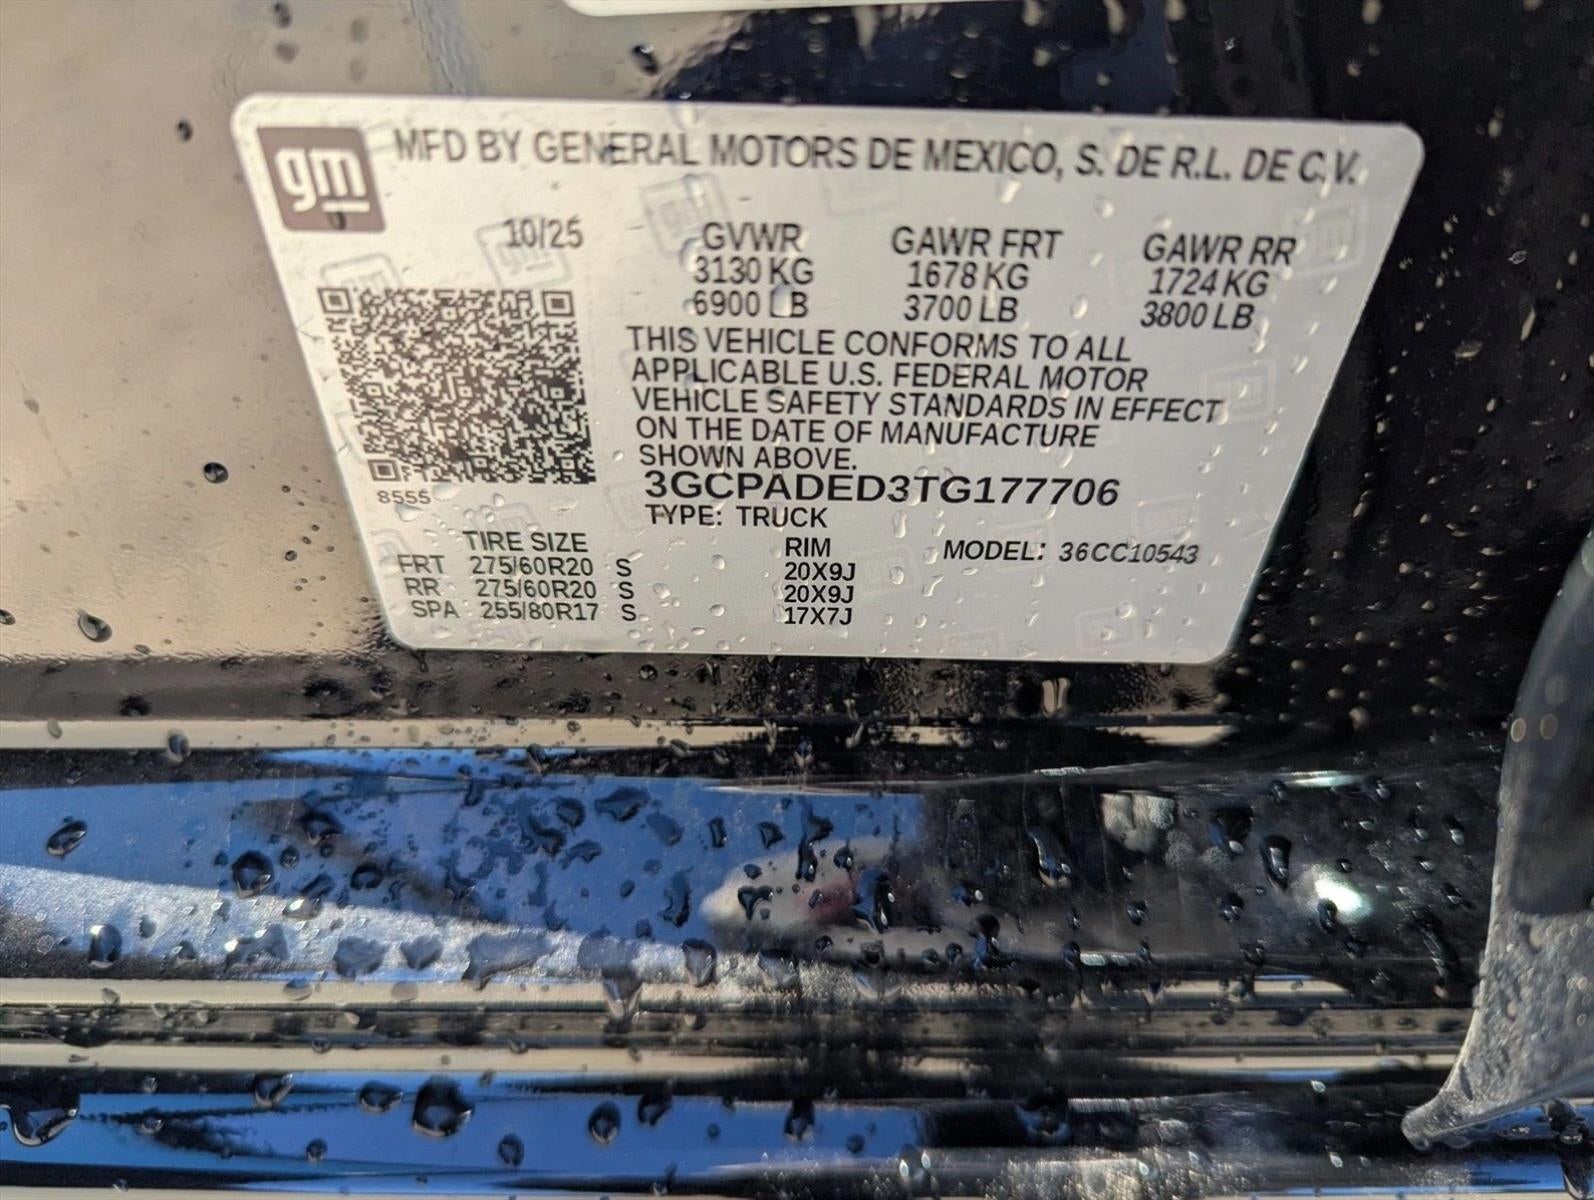 gm
MFD BY GENERAL MOTORS DE MEXICO, S. DE R.L. DE C.V.
10/25 GVWR GAWR FRT GAWR RR
3130 KG 1678 KG 1724 KG
6900 LB 3700 LB 3800 LB
THIS VEHICLE CONFORMS TO ALL
APPLICABLE U.S. FEDERAL MOTOR
VEHICLE SAFETY STANDARDS IN EFFECT
ON THE DATE OF MANUFACTURE
SHOWN ABOVE.
8555
3GCPADED3TG177706
TYPE: TRUCK
TIRE SIZE RIM MODEL: 36CC10543
FRT 275/60R20 S 20X9J
RR 275/60R20 S 20X9J
SPA 255/80R17 S 17X7J